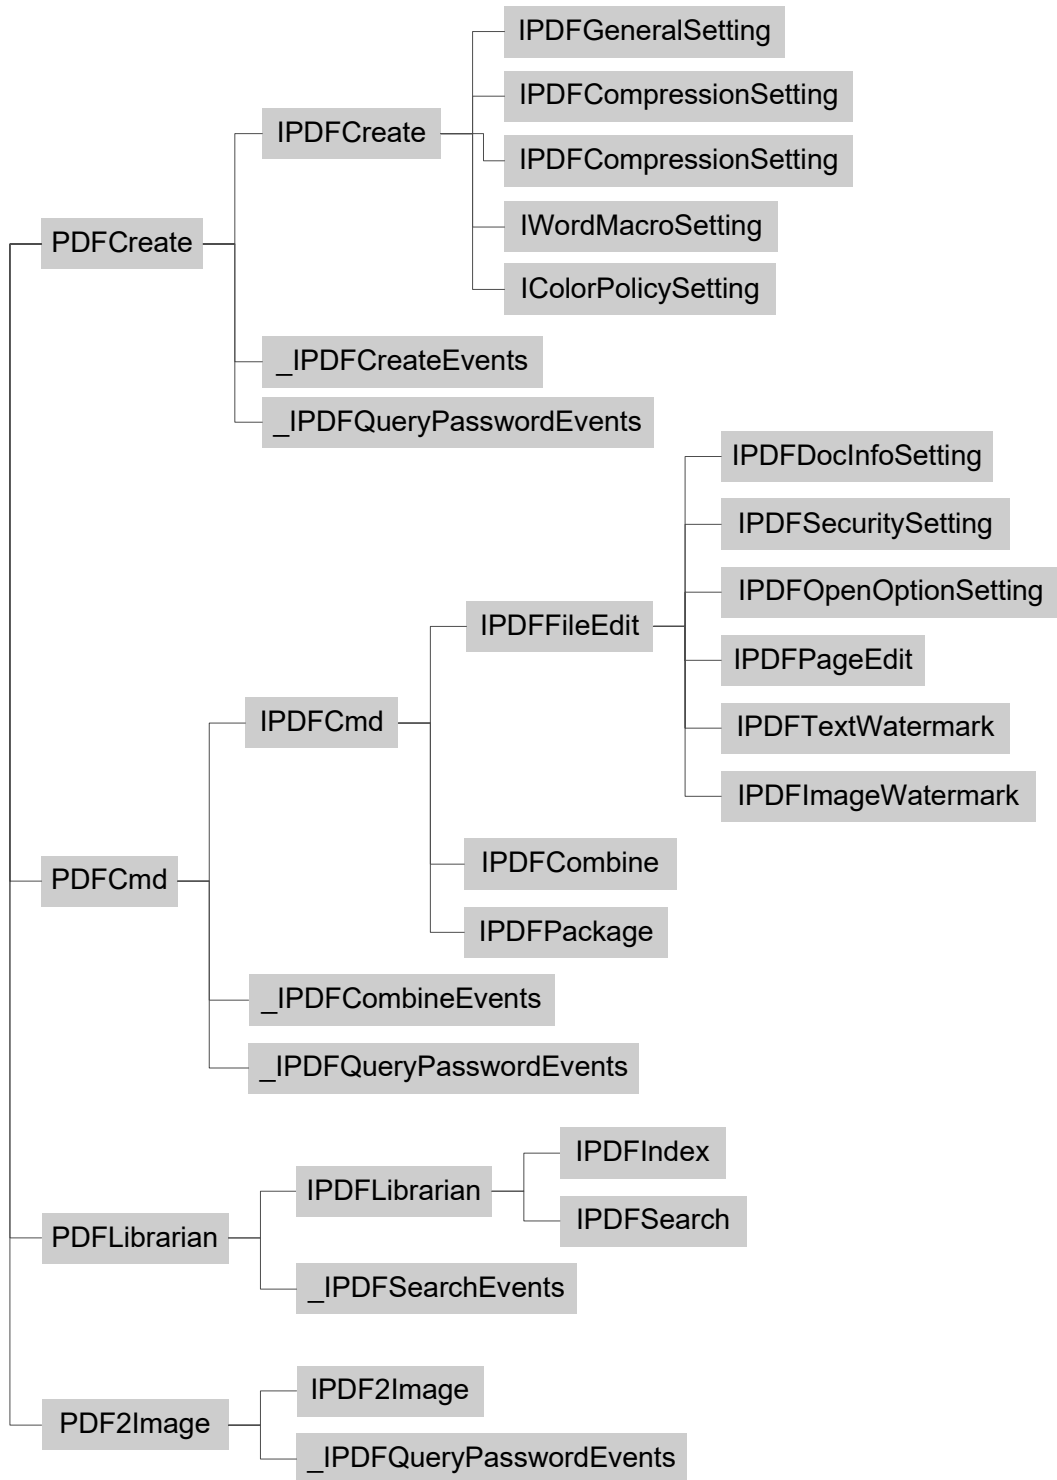 IPDFGeneralSetting
IPDFCompressionSetting
IPDFCreate
IPDFCompressionSetting
IWordMacroSetting
PDFCreate
IColorPolicySetting
_IPDFCreateEvents
_IPDFQueryPasswordEvents
IPDFDocInfoSetting
IPDFSecuritySetting
IPDFOpenOptionSetting
IPDFFileEdit
IPDFPageEdit
IPDFCmd
IPDFTextWatermark
IPDFImageWatermark
IPDFCombine
PDFCmd
IPDFPackage
_IPDFCombineEvents
_IPDFQueryPasswordEvents
IPDFIndex
IPDFLibrarian
IPDFSearch
PDFLibrarian
_IPDFSearchEvents
IPDF2Image
PDF2Image
_IPDFQueryPasswordEvents